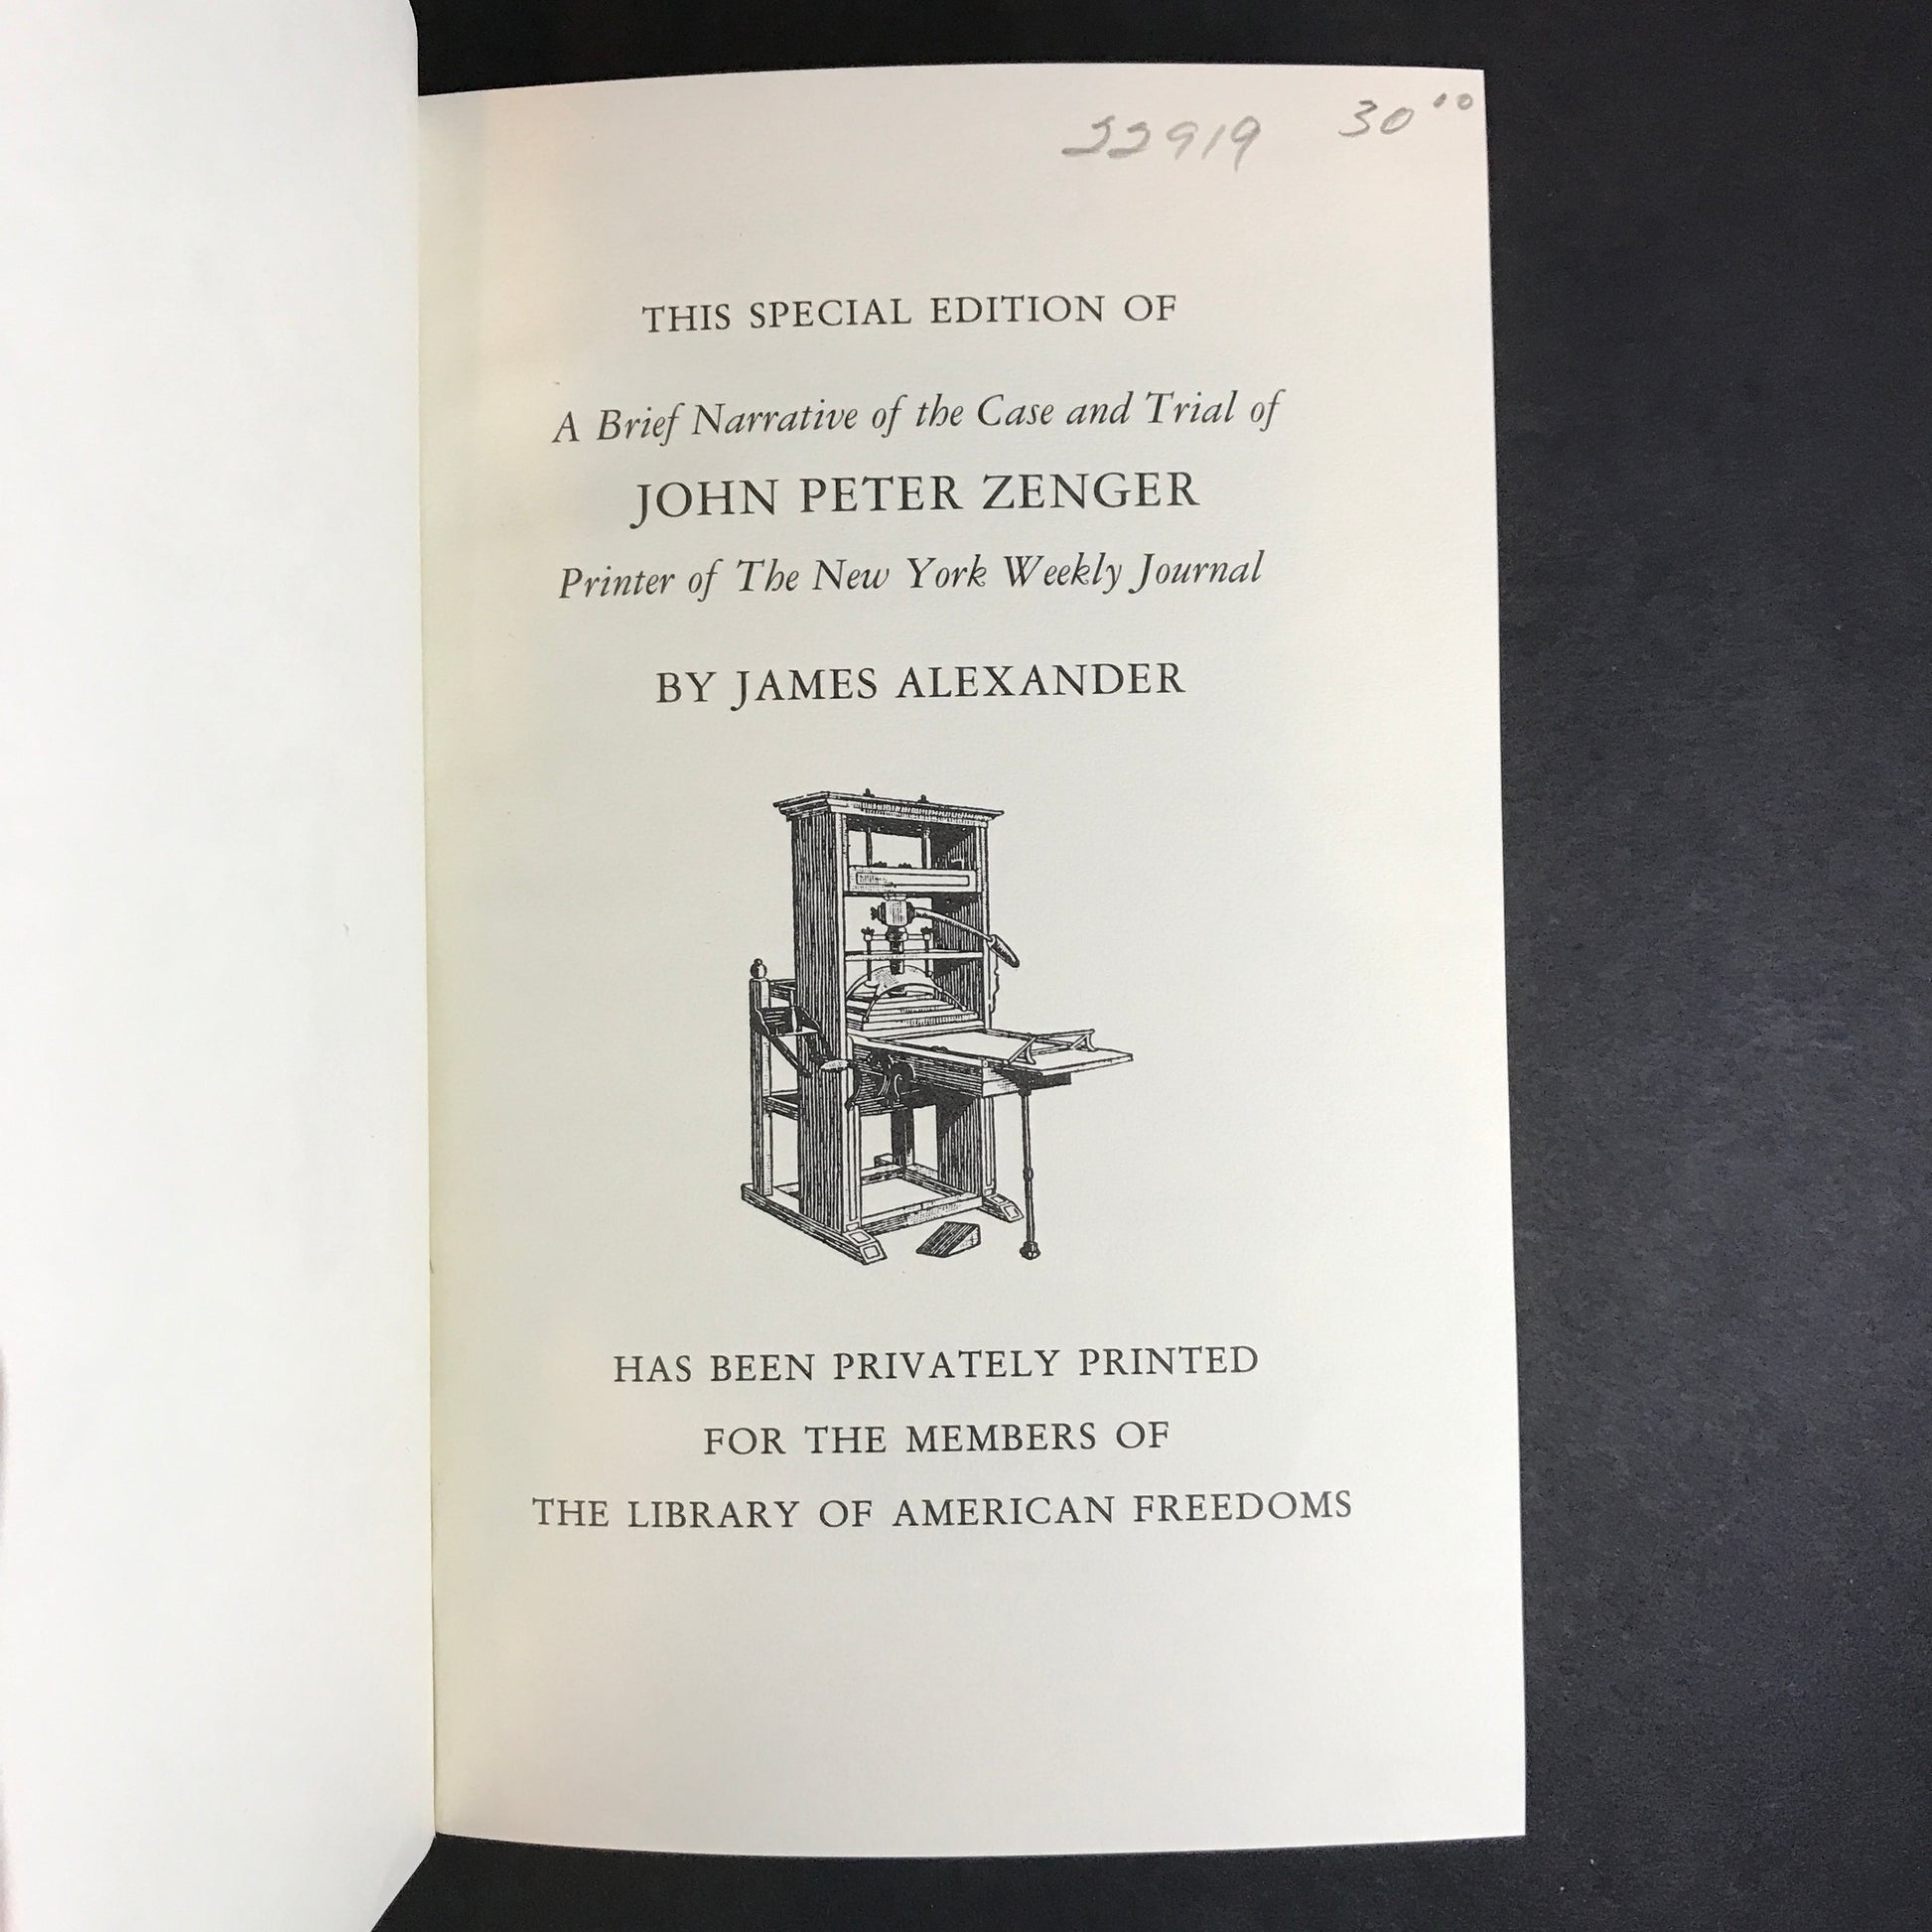 22919 30⁰⁰
THIS SPECIAL EDITION OF
A Brief Narrative of the Case and Trial of
JOHN PETER ZENGER
Printer of The New York Weekly Journal
BY JAMES ALEXANDER
HAS BEEN PRIVATELY PRINTED
FOR THE MEMBERS OF
THE LIBRARY OF AMERICAN FREEDOMS